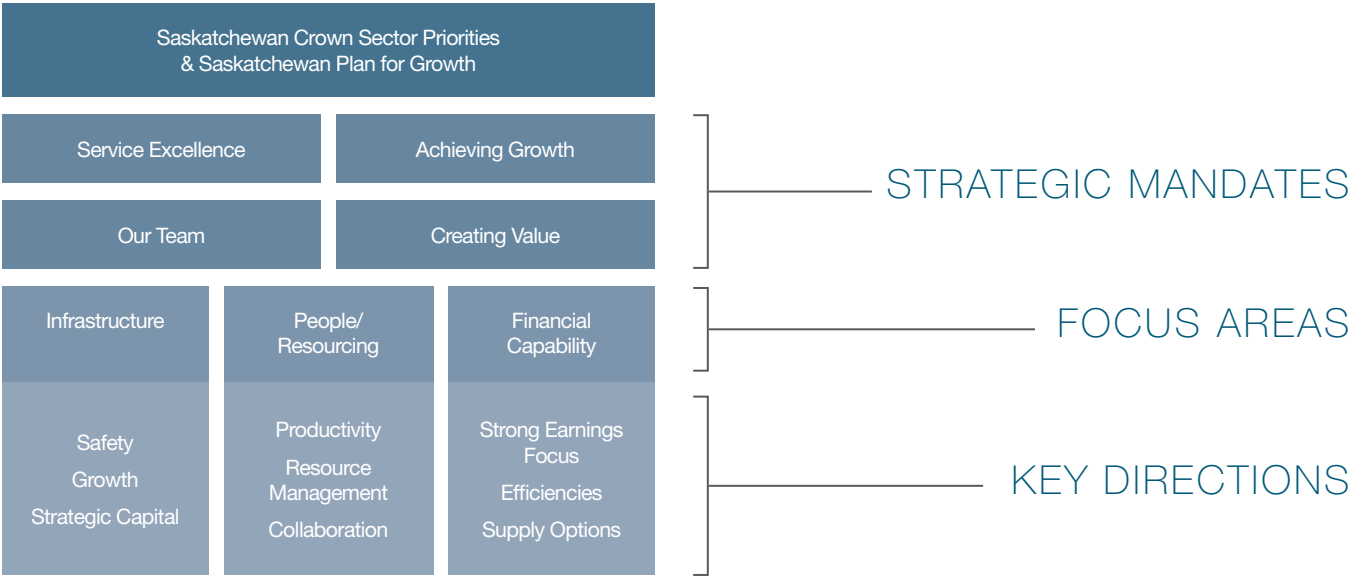 Saskatchewan Crown Sector Priorities
& Saskatchewan Plan for Growth
Service Excellence
Achieving Growth
Our Team
Creating Value
STRATEGIC MANDATES
Infrastructure
People/
Resourcing
Financial
Capability
FOCUS AREAS
Safety
Growth
Strategic Capital
Productivity
Resource
Management
Collaboration
Strong Earnings
Focus
Efficiencies
Supply Options
KEY DIRECTIONS